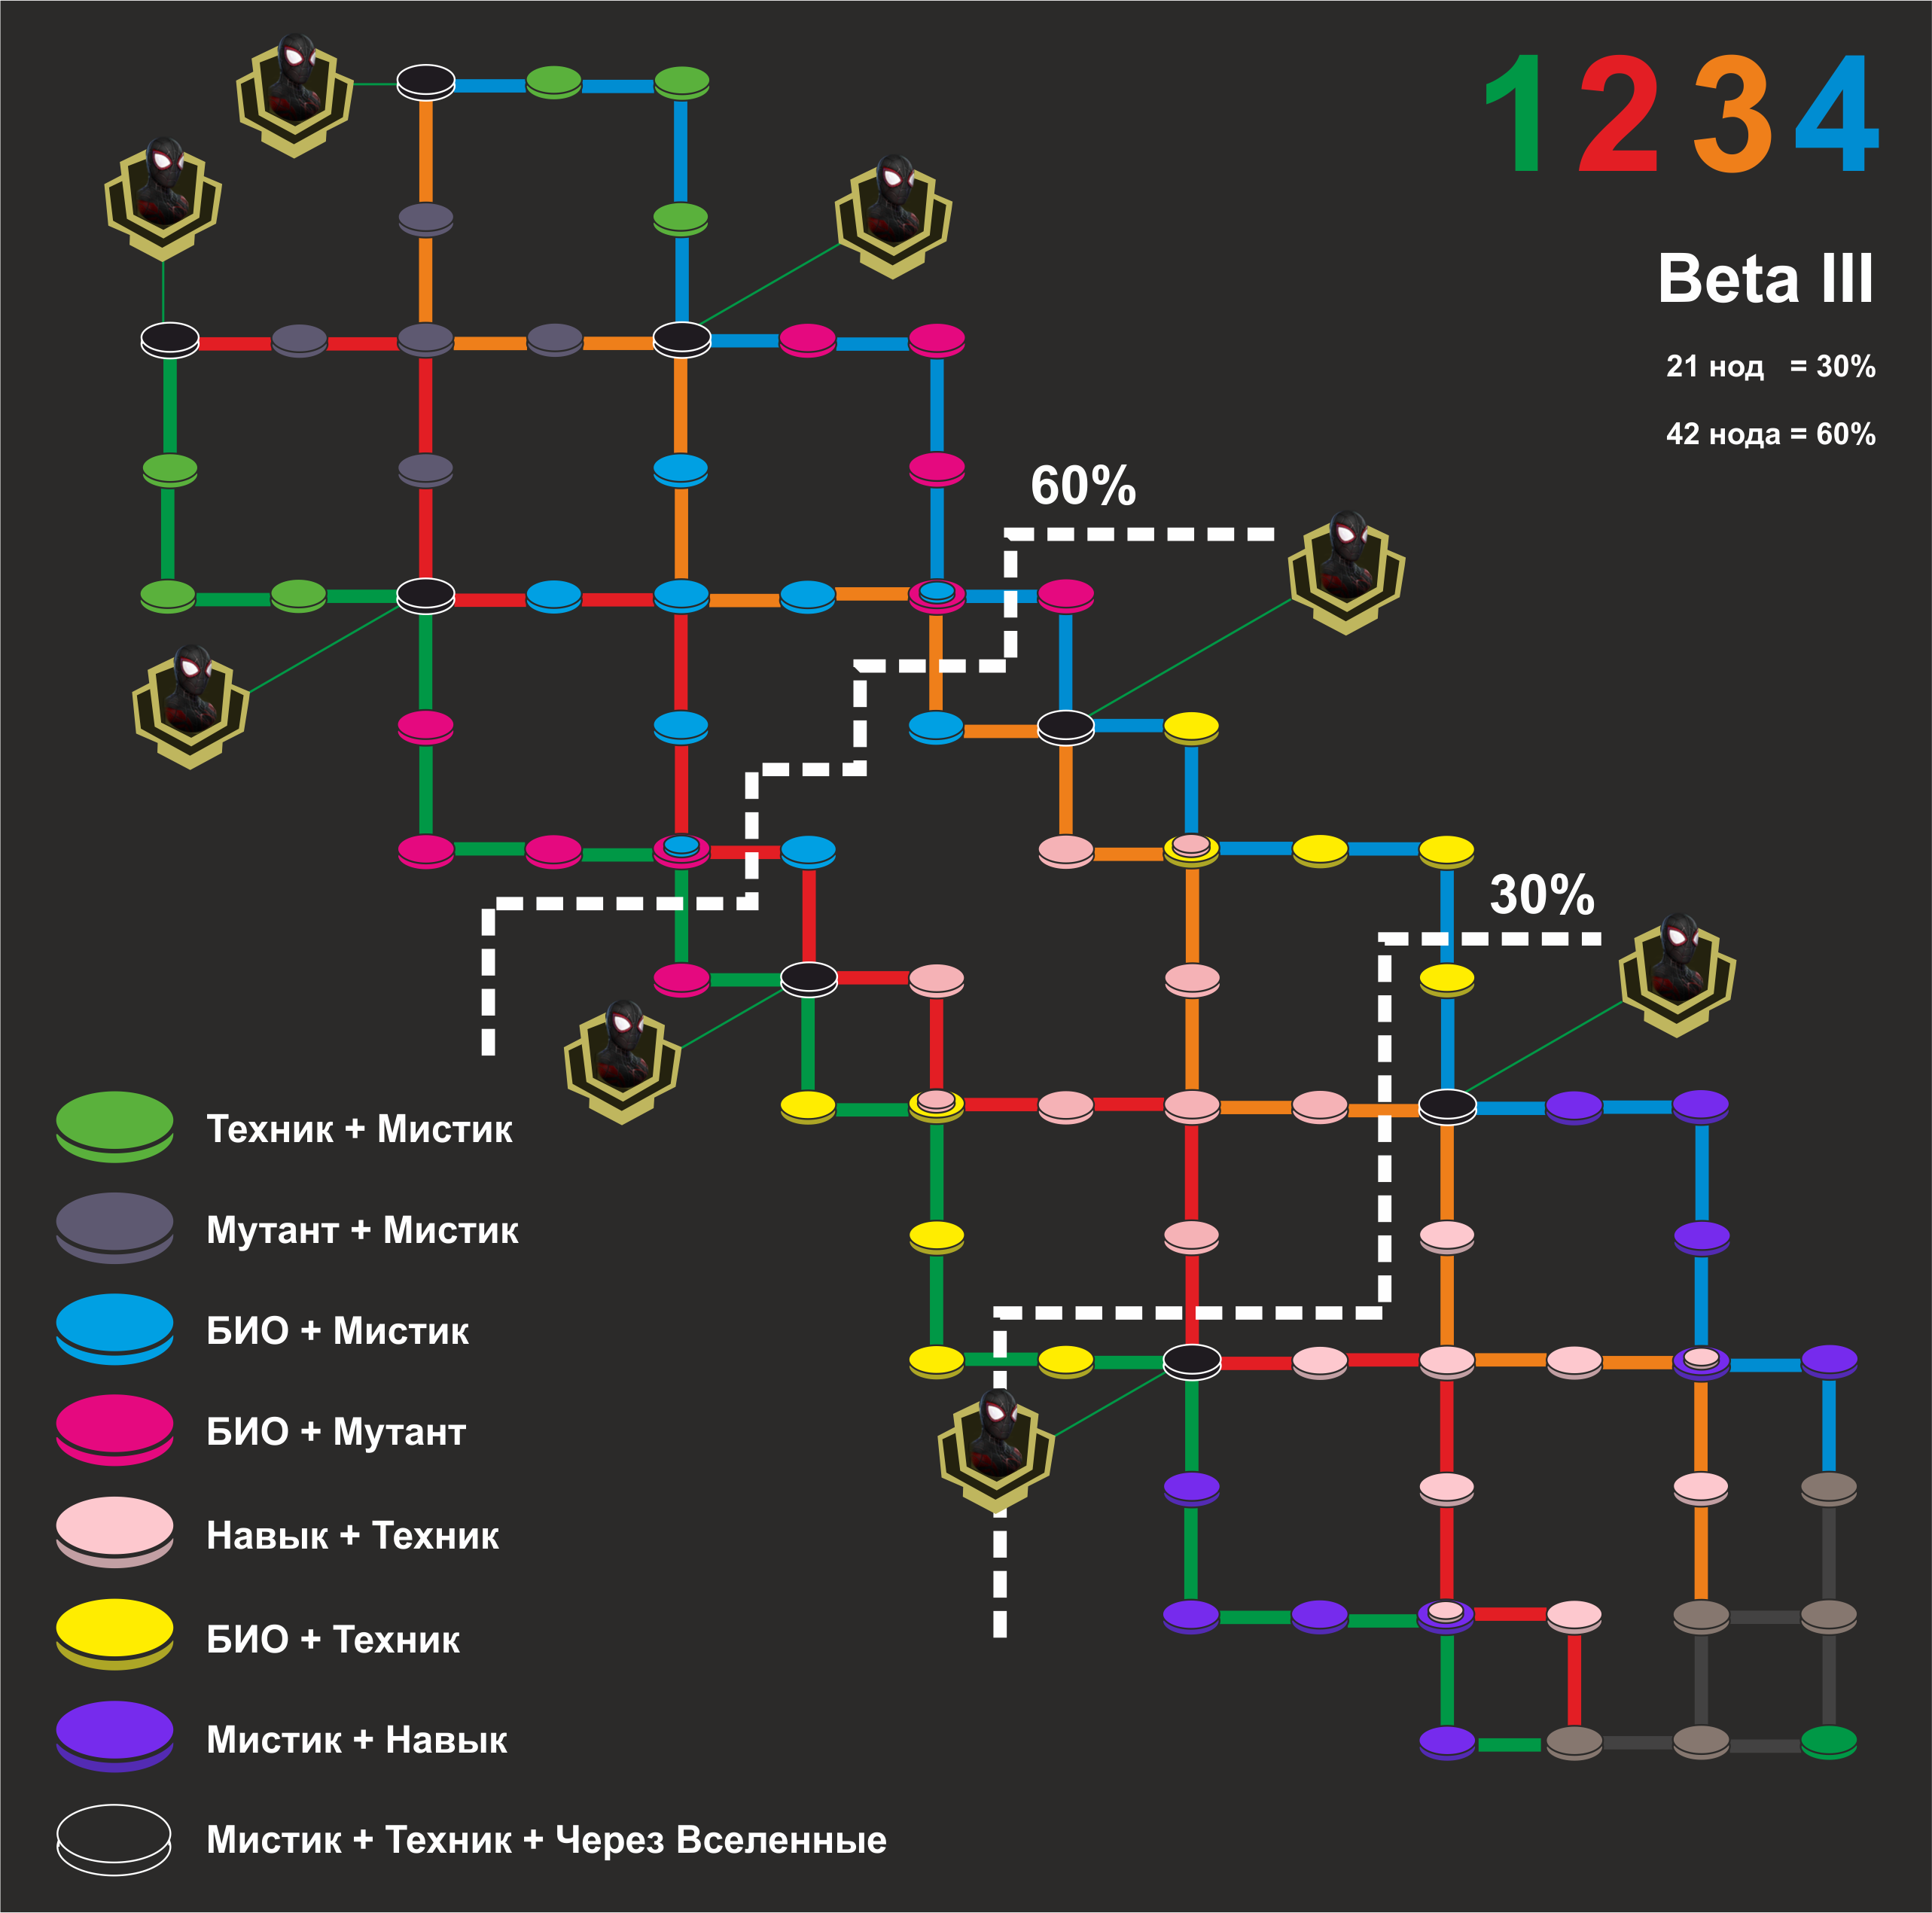 1 2 3 4
Beta III
21 нод = 30%
42 нода = 60%
60%
30%
Техник + Мистик
Мутант + Мистик
БИО + Мистик
БИО + Мутант
Навык + Техник
БИО + Техник
Мистик + Навык
Мистик + Техник + Через Вселенные